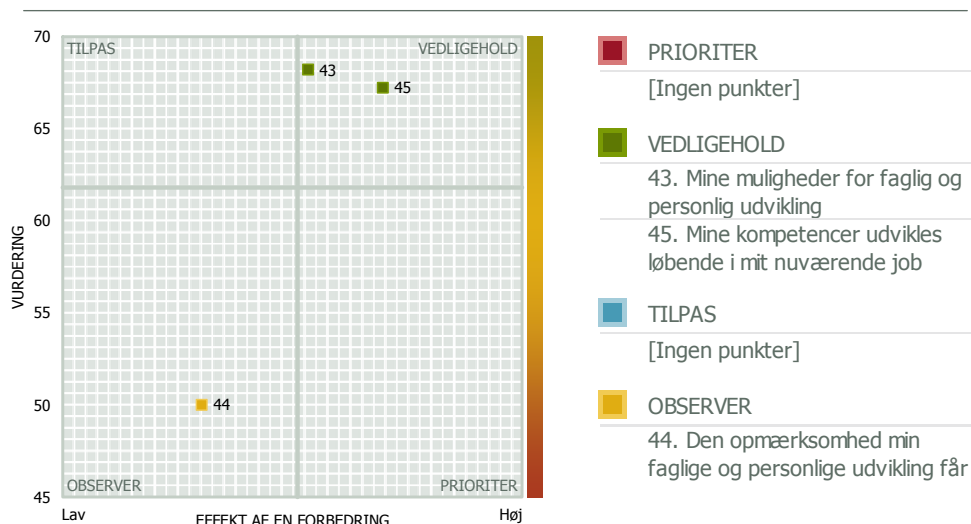 70
TILPAS
VEDLIGEHOLD
43
45
65
60
VURDERING
55
50
44
OBSERVER
PRIORITER
45
Lav
EFFEKT AF EN FORBEDRING
Høj
PRIORITER
[Ingen punkter]
VEDLIGEHOLD
43. Mine muligheder for faglig og
personlig udvikling
45. Mine kompetencer udvikles
løbende i mit nuværende job
TILPAS
[Ingen punkter]
OBSERVER
44. Den opmærksomhed min
faglige og personlige udvikling får